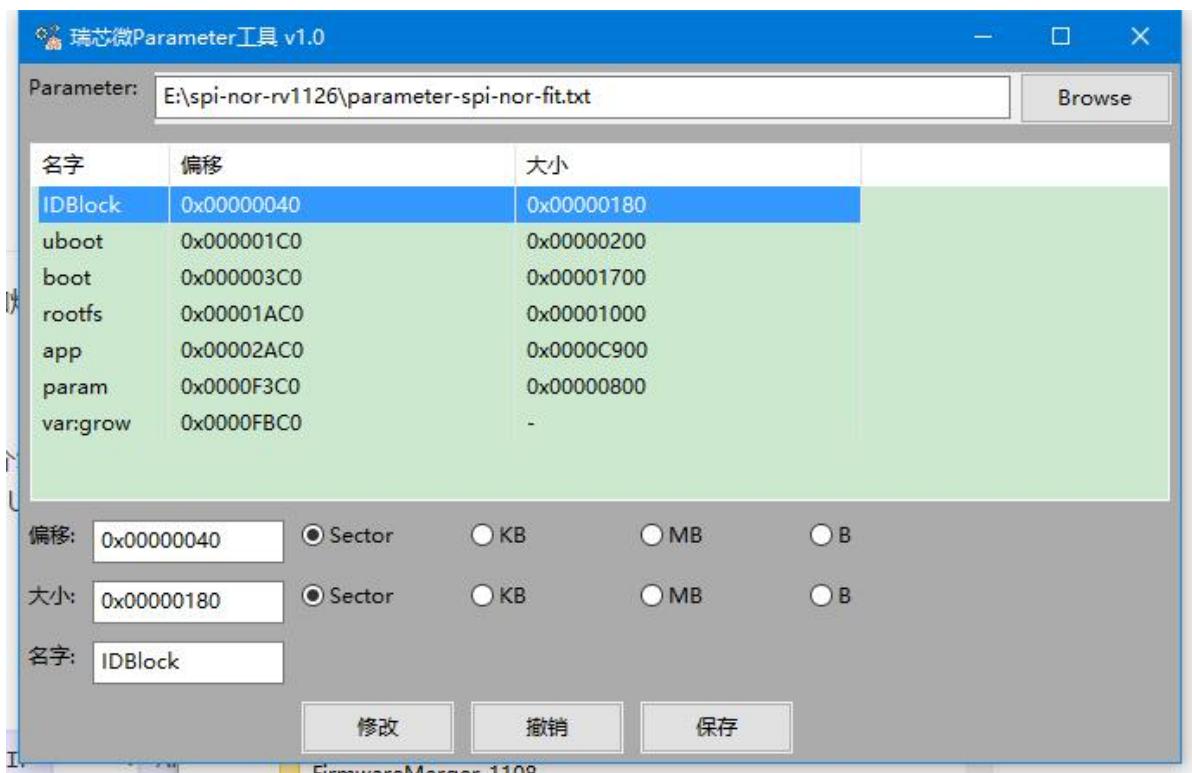 瑞芯微Parameter工具 v1.0
Parameter: E:\spi-nor-rv1126\parameter-spi-nor-fit.txt Browse
名字 偏移 大小
IDBlock 0x00000040 0x00000180
uboot 0x000001C0 0x00000200
boot 0x000003C0 0x00001700
rootfs 0x00001AC0 0x00001000
app 0x00002AC0 0x0000C900
param 0x0000F3C0 0x00000800
var:grow 0x0000FBC0 -
偏移: 0x00000040 Sector KB MB B
大小: 0x00000180 Sector KB MB B
名字: IDBlock
修改 撤销 保存
FirmwareMerger 1108